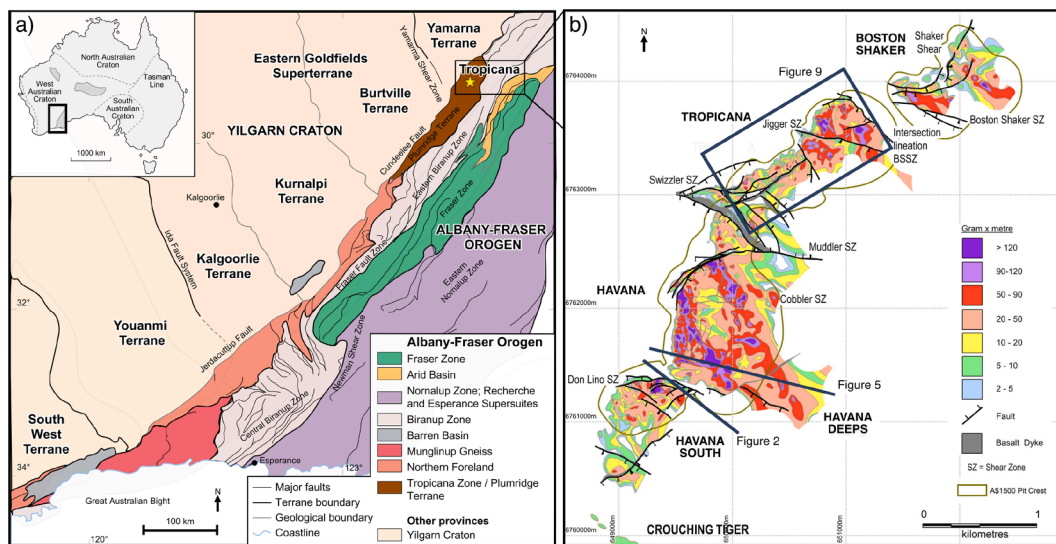 a)
North Australian
Craton
West
Australian
Craton
Tasman
Line
South
Australian
Craton
1000 km
Yamarna
Terrane
Yamarna Shear Zone
Eastern Goldfields
Superterrane
Tropicana
Burtville
Terrane
30°
YILGARN CRATON
Cundeelee Fault
Plumridge Terrane
Eastern Biranup Zone
Kurnalpi
Terrane
Kalgoorlie
Fraser Zone
ALBANY-FRASER
OROGEN
Ida Fault System
Kalgoorlie
Terrane
Fraser Fault Zone
Eastern
Nornalup Zone
32°
Youanmi
Terrane
Jerdecuttup Fault
Newman Shear Zone
Central Biranup Zone
South
West
Terrane
34°
Esperance
123°
Great Australian Bight
N
100 km
120°
Major faults
Terrane boundary
Geological boundary
Coastline
Albany-Fraser Orogen
Fraser Zone
Arid Basin
Nornalup Zone; Recherche
and Esperance Supersuites
Biranup Zone
Barren Basin
Munglinup Gneiss
Northern Foreland
Tropicana Zone / Plumridge
Terrane
Other provinces
Yilgarn Craton
b)
N
BOSTON
SHAKER
Shaker
Shear
6764000m
Figure 9
TROPICANA
Jigger SZ
Boston Shaker SZ
Intersection
lineation
BSSZ
Swizzler SZ
6763000m
Muddler SZ
HAVANA
Cobbler SZ
6762000m
Don Lino SZ
Figure 5
6761000m
HAVANA
DEEPS
HAVANA
SOUTH
Figure 2
6760000m
649000m
651000m
CROUCHING TIGER
Gram x metre
> 120
90-120
50 - 90
20 - 50
10 - 20
5 - 10
2 - 5
Fault
Basalt Dyke
SZ = Shear Zone
A$1500 Pit Crest
0 1
kilometres